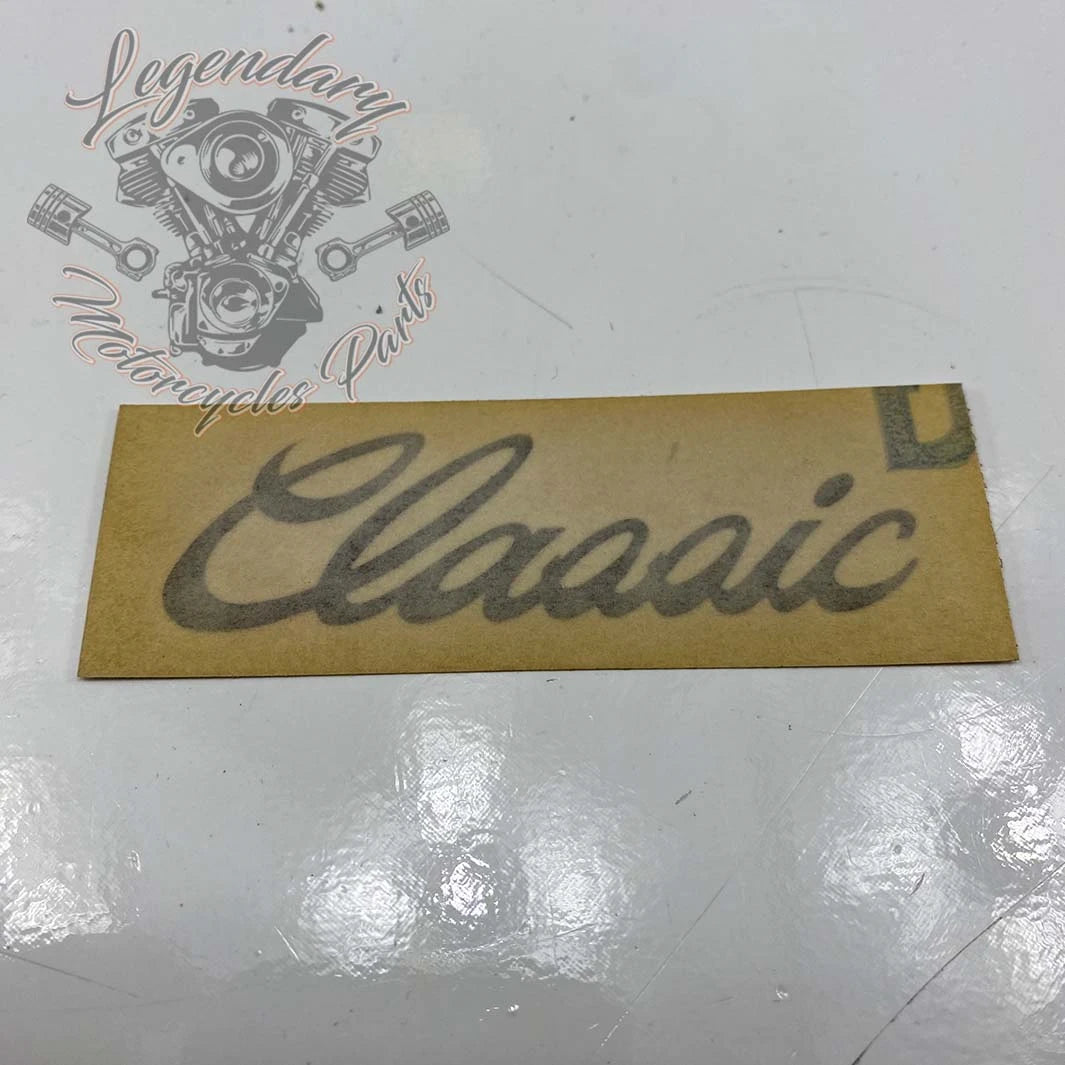 Legendary
Motorcycles Parts
D
Classic